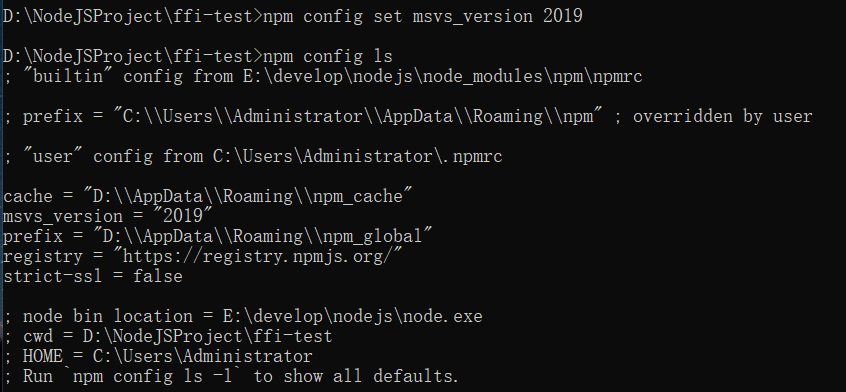 D:\NodeJSProject\ffi-test>npm config set msvs_version 2019
D:\NodeJSProject\ffi-test>npm config ls
; "builtin" config from E:\develop\nodejs\node_modules\npm\npmrc
; prefix = "C:\\Users\\Administrator\\AppData\\Roaming\\npm" ; overridden by user
; "user" config from C:\Users\Administrator\.npmrc
cache = "D:\\AppData\\Roaming\\npm_cache"
msvs_version = "2019"
prefix = "D:\\AppData\\Roaming\\npm_global"
registry = "https://registry.npmjs.org/"
strict-ssl = false
; node bin location = E:\develop\nodejs\node.exe
; cwd = D:\NodeJSProject\ffi-test
; HOME = C:\Users\Administrator
; Run `npm config ls -l` to show all defaults.